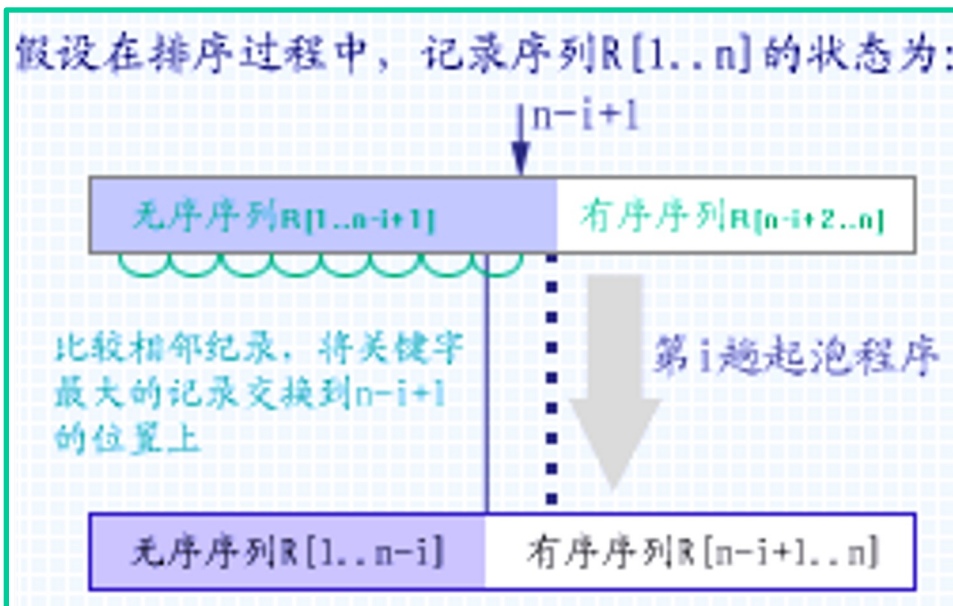 假设在排序过程中，记录序列R[1..n]的状态为:
n-i+1
无序序列R[1..n-i+1]
有序序列R[n-i+2..n]
比较相邻纪录，将关键字
最大的记录交换到n-i+1
的位置上
第i趟起泡程序
无序序列R[1..n-i]
有序序列R[n-i+1..n]